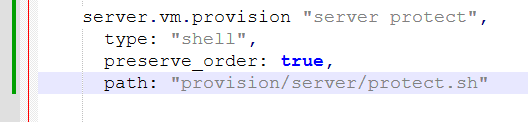 server.vm.provision "server protect",
type: "shell",
preserve_order: true,
path: "provision/server/protect.sh"